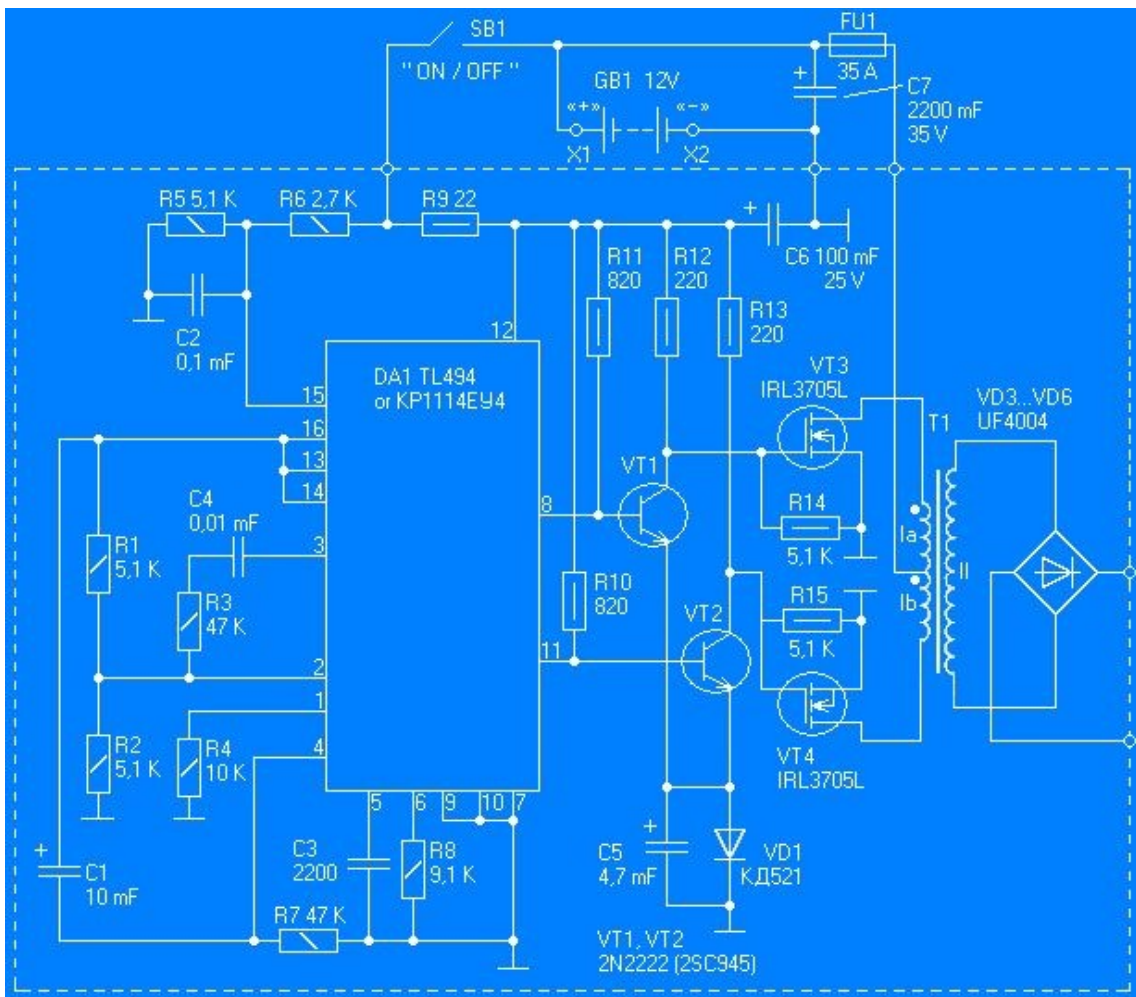 SB1
"ON / OFF"
FU1
35 A
GB1 12V
«+»
«−»
X1
X2
+
C7
2200 mF
35 V
R5 5,1 K
R6 2,7 K
R9 22
+
C6 100 mF
25 V
R11
820
R12
220
R13
220
C2
0,1 mF
12
DA1 TL494
or КР1114ЕУ4
15
16
13
14
3
2
1
4
8
11
5
6
9
10
7
C4
0,01 mF
R1
5,1 K
R3
47 K
R2
5,1 K
R4
10 K
+
C1
10 mF
R7 47 K
C3
2200
R8
9,1 K
R10
820
VT1
VT2
VT3
IRL3705L
R14
5,1 K
R15
5,1 K
VT4
IRL3705L
T1
Ia
Ib
II
VD3...VD6
UF4004
+
C5
4,7 mF
VD1
КД521
VT1, VT2
2N2222 (2SC945)